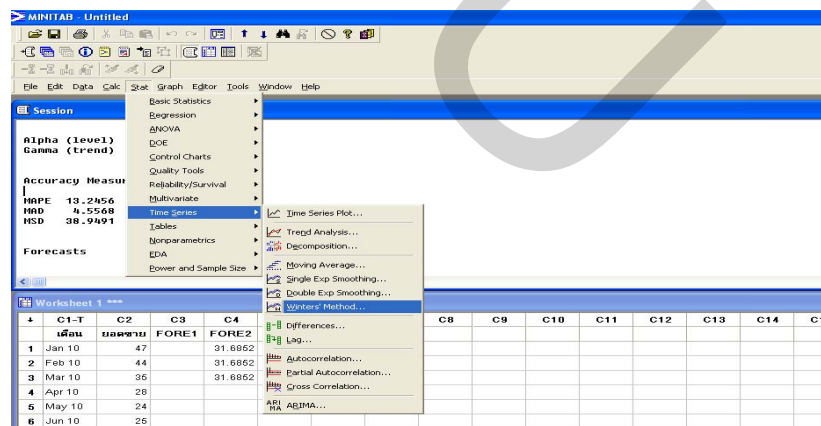 MINITAB - Untitled
File Edit Data Calc Stat Graph Editor Tools Window Help
Session
Alpha (level)
Gamma (trend)
Accuracy Measur
MAPE 13.2456
MAD 4.5568
MSD 38.9491
Forecasts
Basic Statistics
Regression
ANOVA
DOE
Control Charts
Quality Tools
Reliability/Survival
Multivariate
Time Series
Tables
Nonparametrics
EDA
Power and Sample Size
Time Series Plot...
Trend Analysis...
Decomposition...
Moving Average...
Single Exp Smoothing...
Double Exp Smoothing...
Winters' Method...
Differences...
Lag...
Autocorrelation...
Partial Autocorrelation...
Cross Correlation...
ARI MA ARIMA...
Worksheet 1 ***
C1-T C2 C3 C4 C8 C9 C10 C11 C12 C13 C14
เดือน ยอดขาย FORE1 FORE2
1 Jan 10 47 31.6852
2 Feb 10 44 31.6852
3 Mar 10 35 31.6852
4 Apr 10 28
5 May 10 24
6 Jun 10 25